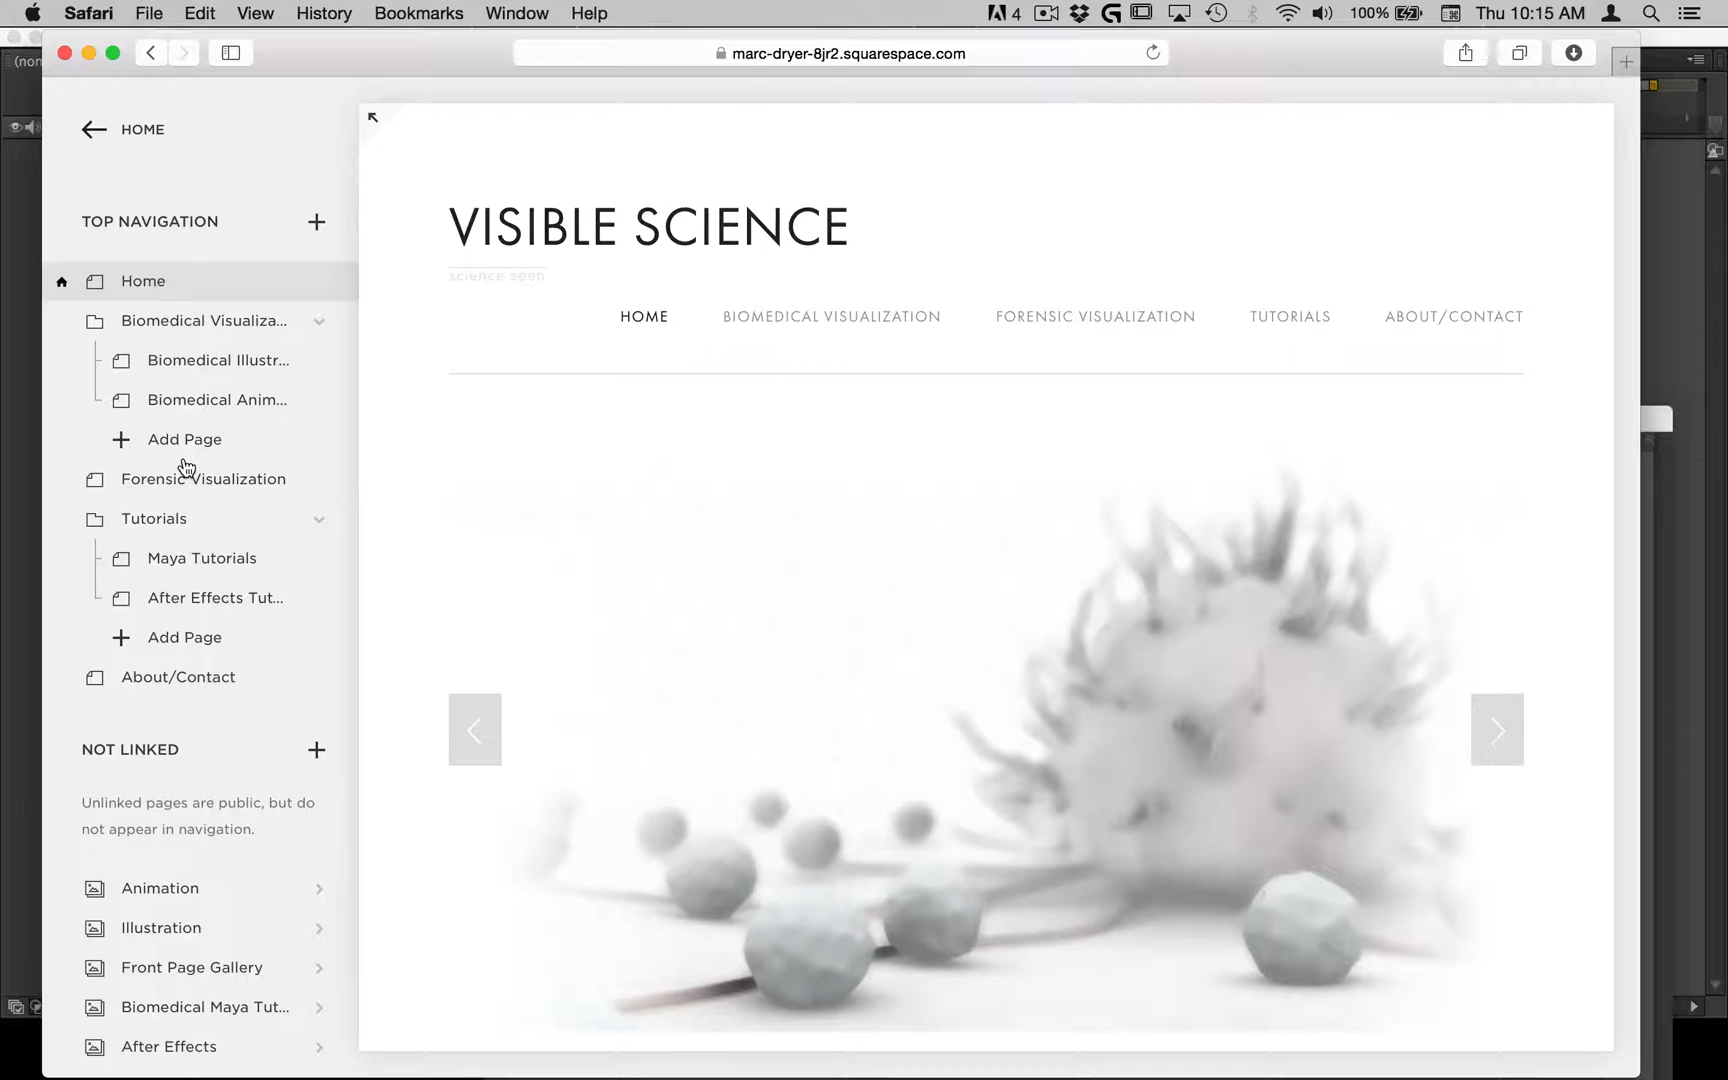 Safari File Edit View History Bookmarks Window Help 4 100% Thu 10:15 AM
marc-dryer-8jr2.squarespace.com
(non
HOME
TOP NAVIGATION
Home
Biomedical Visualiza...
Biomedical Illustr...
Biomedical Anim...
Add Page
Forensic Visualization
Tutorials
Maya Tutorials
After Effects Tut...
Add Page
About/Contact
NOT LINKED
Unlinked pages are public, but do
not appear in navigation.
Animation
Illustration
Front Page Gallery
Biomedical Maya Tut...
After Effects
VISIBLE SCIENCE
science seen
HOME BIOMEDICAL VISUALIZATION FORENSIC VISUALIZATION TUTORIALS ABOUT/CONTACT